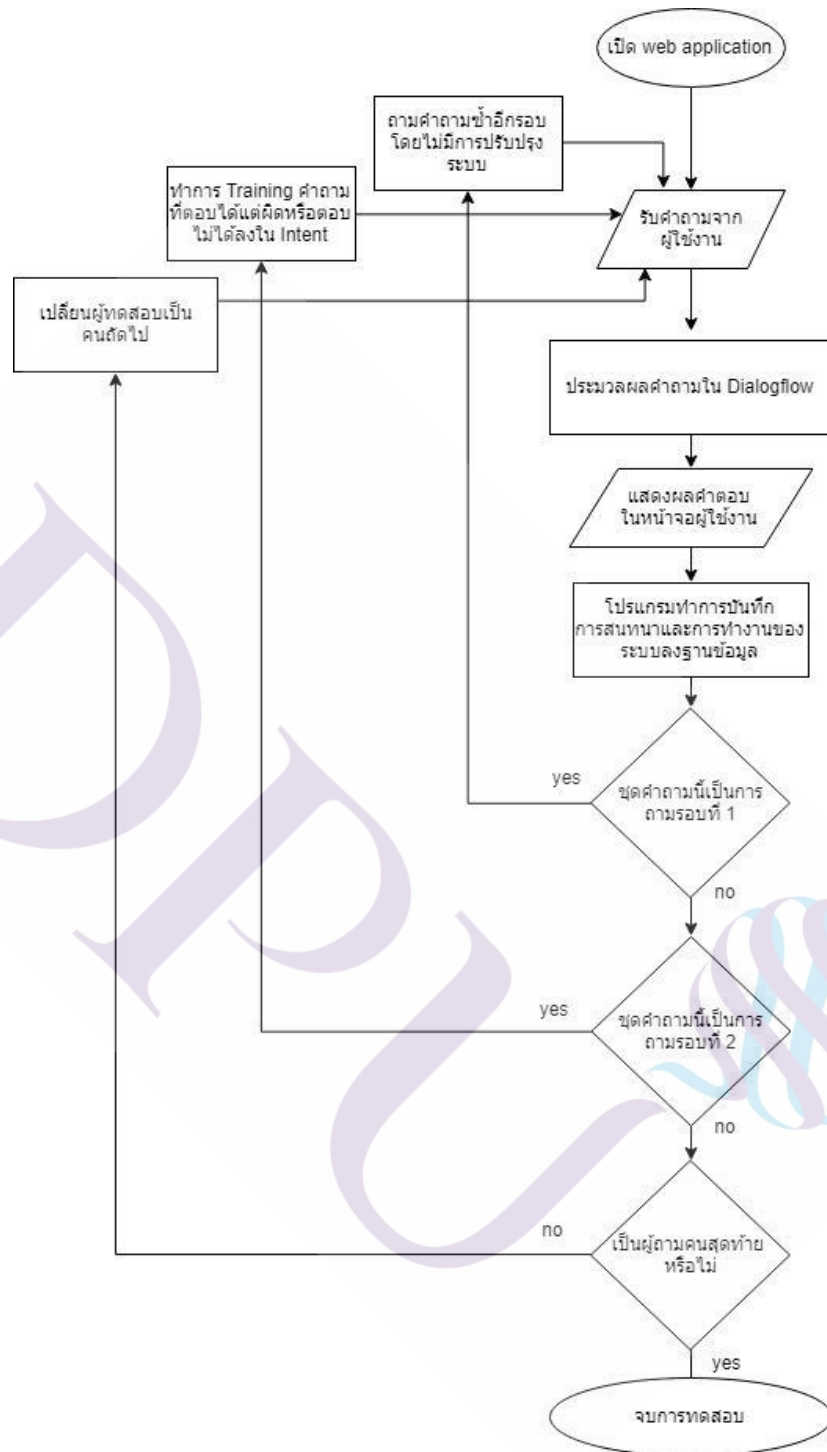 เปิด web application
ถามคำถามซ้ำอีกรอบ
โดยไม่มีการปรับปรุง
ระบบ
ทำการ Training คำถาม
ที่ตอบได้แต่ผิดหรือตอบ
ไม่ได้ลงใน Intent
รับคำถามจาก
ผู้ใช้งาน
เปลี่ยนผู้ทดสอบเป็น
คนถัดไป
ประมวลผลคำถามใน Dialogflow
แสดงผลคำตอบ
ในหน้าจอผู้ใช้งาน
โปรแกรมทำการบันทึก
การสนทนาและการทำงานของ
ระบบลงฐานข้อมูล
yes
ชุดคำถามนี้เป็นการ
ถามรอบที่ 1
no
yes
ชุดคำถามนี้เป็นการ
ถามรอบที่ 2
no
no
เป็นผู้ถามคนสุดท้าย
หรือไม่
yes
จบการทดสอบ
DPU